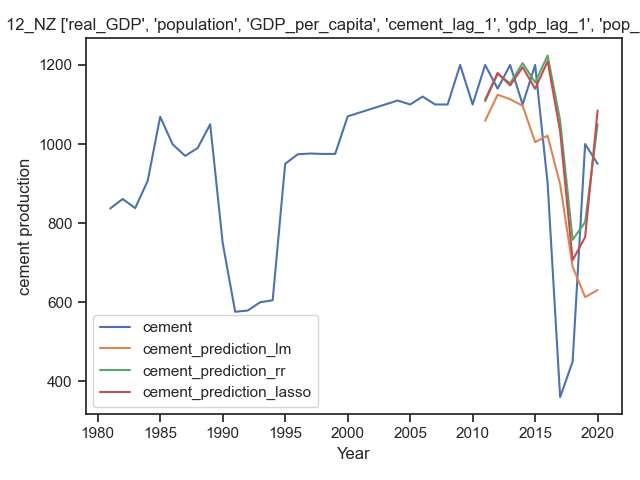 12_NZ ['real_GDP', 'population', 'GDP_per_capita', 'cement_lag_1', 'gdp_lag_1', 'pop_
1200
1000
800
600
400
cement production
cement
cement_prediction_lm
cement_prediction_rr
cement_prediction_lasso
1980 1985 1990 1995 2000 2005 2010 2015 2020
Year